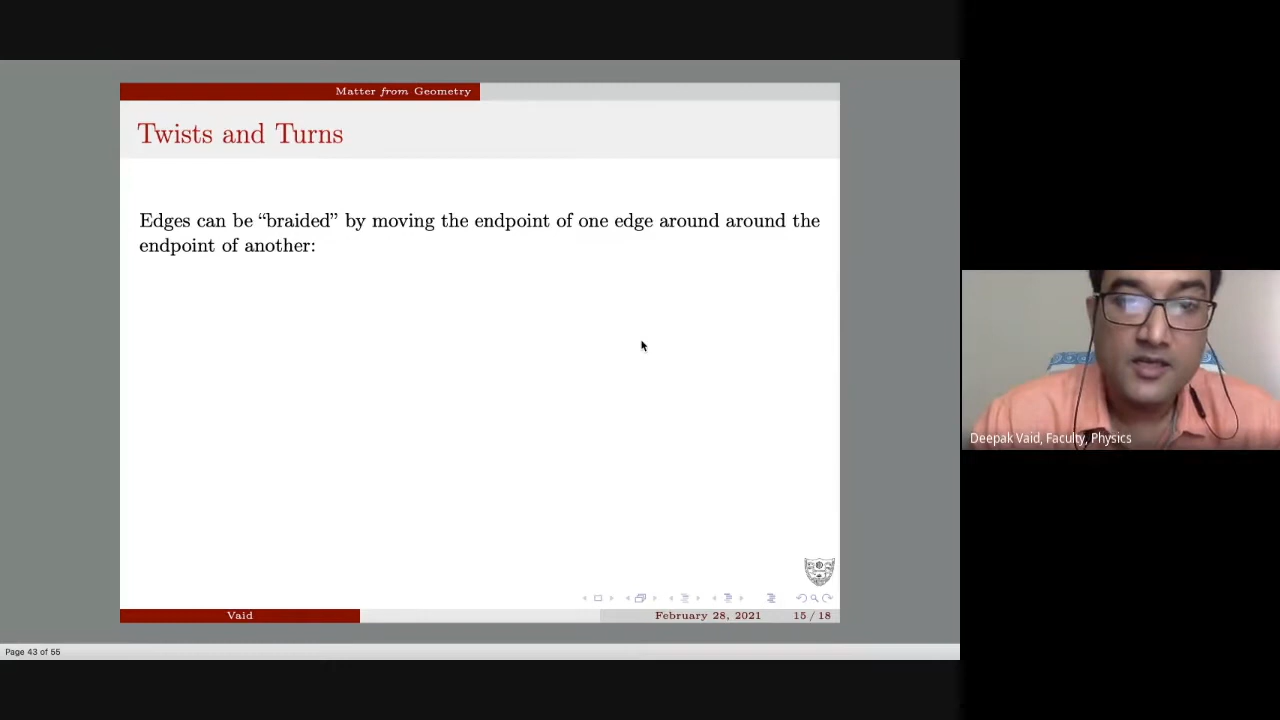 Matter from Geometry
Twists and Turns
Edges can be “braided” by moving the endpoint of one edge around around the
endpoint of another:
Deepak Vaid, Faculty, Physics
Vaid
February 28, 2021
15 / 18
Page 43 of 55